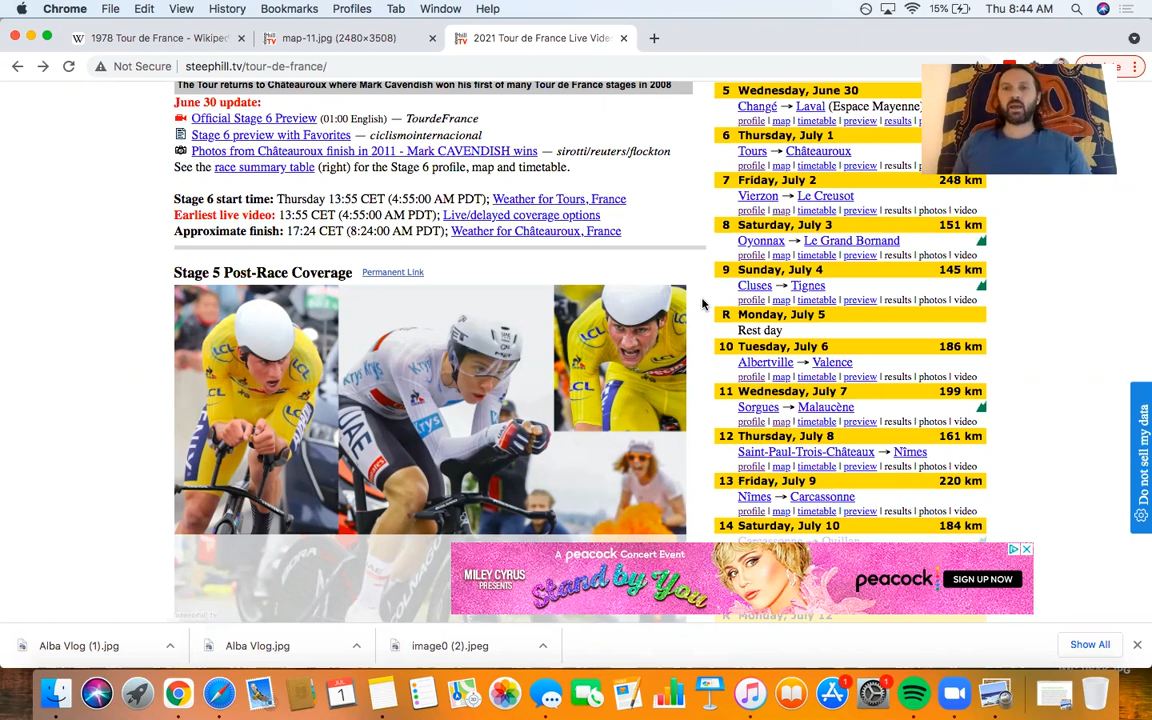 Chrome File Edit View History Bookmarks Profiles Tab Window Help 15% Thu 8:44 AM
1978 Tour de France - Wikiped map-11.jpg (2480×3508) 2021 Tour de France Live Vide
Not Secure steephill.tv/tour-de-france/
The Tour returns to Châteauroux where Mark Cavendish won his first of many Tour de France stages in 2008
June 30 update:
Official Stage 6 Preview (01:00 English) — TourdeFrance
Stage 6 preview with Favorites — ciclismointernacional
Photos from Châteauroux finish in 2011 - Mark CAVENDISH wins — sirotti/reuters/flockton
See the race summary table (right) for the Stage 6 profile, map and timetable.
Stage 6 start time: Thursday 13:55 CET (4:55:00 AM PDT); Weather for Tours, France
Earliest live video: 13:55 CET (4:55:00 AM PDT); Live/delayed coverage options
Approximate finish: 17:24 CET (8:24:00 AM PDT); Weather for Châteauroux, France
Stage 5 Post-Race Coverage Permanent Link
LCL
LCL
LCL
Krys
Krys
UAE
5 Wednesday, June 30
Changé → Laval (Espace Mayenne
profile | map | timetable | preview | results |
6 Thursday, July 1
Tours → Châteauroux
profile | map | timetable | preview | results |
7 Friday, July 2 248 km
Vierzon → Le Creusot
profile | map | timetable | preview | results | photos | video
8 Saturday, July 3 151 km
Oyonnax → Le Grand Bornand
profile | map | timetable | preview | results | photos | video
9 Sunday, July 4 145 km
Cluses → Tignes
profile | map | timetable | preview | results | photos | video
R Monday, July 5
Rest day
10 Tuesday, July 6 186 km
Albertville → Valence
profile | map | timetable | preview | results | photos | video
11 Wednesday, July 7 199 km
Sorgues → Malaucène
profile | map | timetable | preview | results | photos | video
12 Thursday, July 8 161 km
Saint-Paul-Trois-Châteaux → Nîmes
profile | map | timetable | preview | results | photos | video
13 Friday, July 9 220 km
Nîmes → Carcassonne
profile | map | timetable | preview | results | photos | video
14 Saturday, July 10 184 km
Carcassonne → Quillan
R Monday, July 12
Do not sell my data
A peacock Concert Event
MILEY CYRUS
PRESENTS
Stand by You
peacock
SIGN UP NOW
Alba Vlog (1).jpg Alba Vlog.jpg image0 (2).jpeg Show All